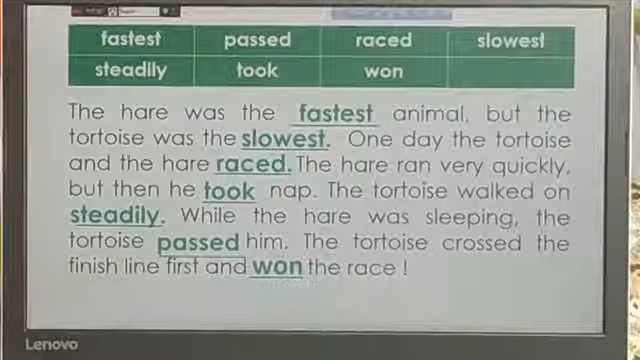 fastest passed raced slowest
steadily took won
The hare was the fastest animal, but the
tortoise was the slowest. One day the tortoise
and the hare raced. The hare ran very quickly,
but then he took nap. The tortoise walked on
steadily. While the hare was sleeping, the
tortoise passed him. The tortoise crossed the
finish line first and won the race !
Lenovo